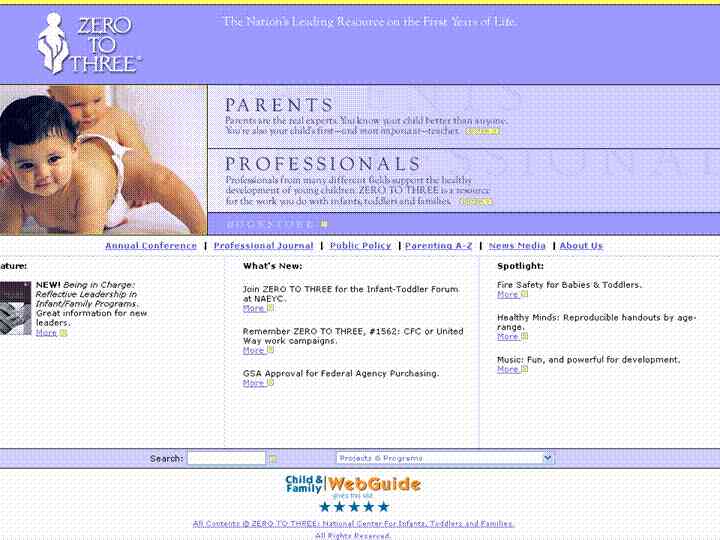 ZERO
TO
THREE™
The Nation's Leading Resource on the First Years of Life.
PARENTS
Parents are the real experts. You know your child better than anyone.
You're also your child's first—and most important—teacher.
PROFESSIONALS
Professionals from many different fields support the healthy
development of young children. ZERO TO THREE is a resource
for the work you do with infants, toddlers and families.
BOOKSTORE
Annual Conference | Professional Journal | Public Policy | Parenting A-Z | News Media | About Us
ature:
NEW! Being in Charge:
Reflective Leadership in
Infant/Family Programs.
Great information for new
leaders.
More
What's New:
Join ZERO TO THREE for the Infant-Toddler Forum
at NAEYC.
More
Remember ZERO TO THREE, #1562: CFC or United
Way work campaigns.
More
GSA Approval for Federal Agency Purchasing.
More
Spotlight:
Fire Safety for Babies & Toddlers.
More
Healthy Minds: Reproducible handouts by age-
range.
More
Music: Fun, and powerful for development.
More
Search:
Projects & Programs
Child &
Family WebGuide
gives this site
All Contents © ZERO TO THREE: National Center For Infants, Toddlers and Families.
All Rights Reserved.